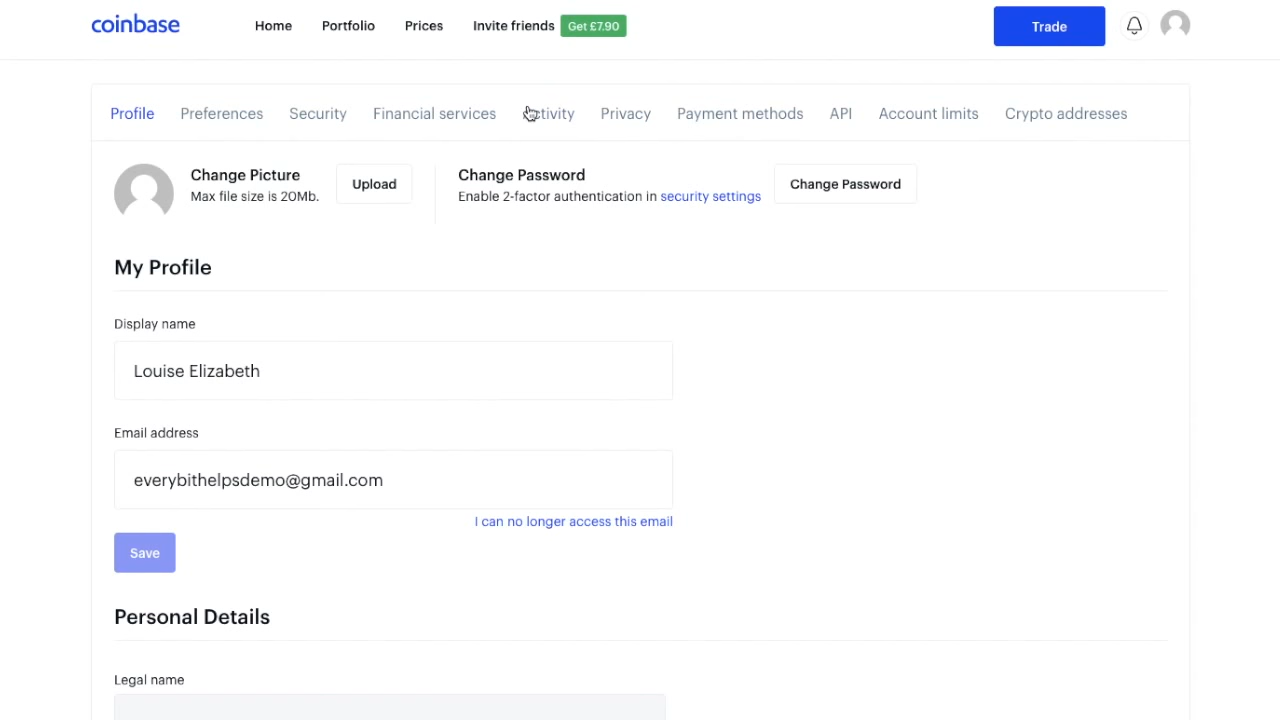 coinbase Home Portfolio Prices Invite friends Get £7.90 Trade
Profile Preferences Security Financial services Privacy Payment methods API Account limits Crypto addresses
Change Picture
Max file size is 20Mb.
Upload
Change Password
Enable 2-factor authentication in security settings
Change Password
My Profile
Display name
Louise Elizabeth
Email address
everybithelpsdemo@gmail.com
I can no longer access this email
Save
Personal Details
Legal name